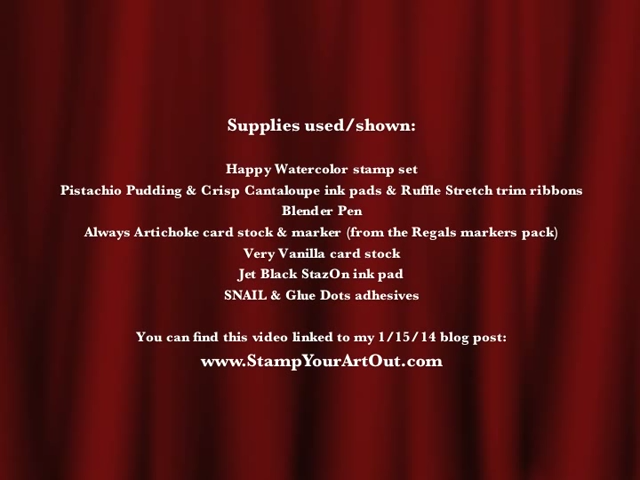 Supplies used/shown:
Happy Watercolor stamp set
Pistachio Pudding & Crisp Cantaloupe ink pads & Ruffle Stretch trim ribbons
Blender Pen
Always Artichoke card stock & marker (from the Regals markers pack)
Very Vanilla card stock
Jet Black StazOn ink pad
SNAIL & Glue Dots adhesives
You can find this video linked to my 1/15/14 blog post:
www.StampYourArtOut.com